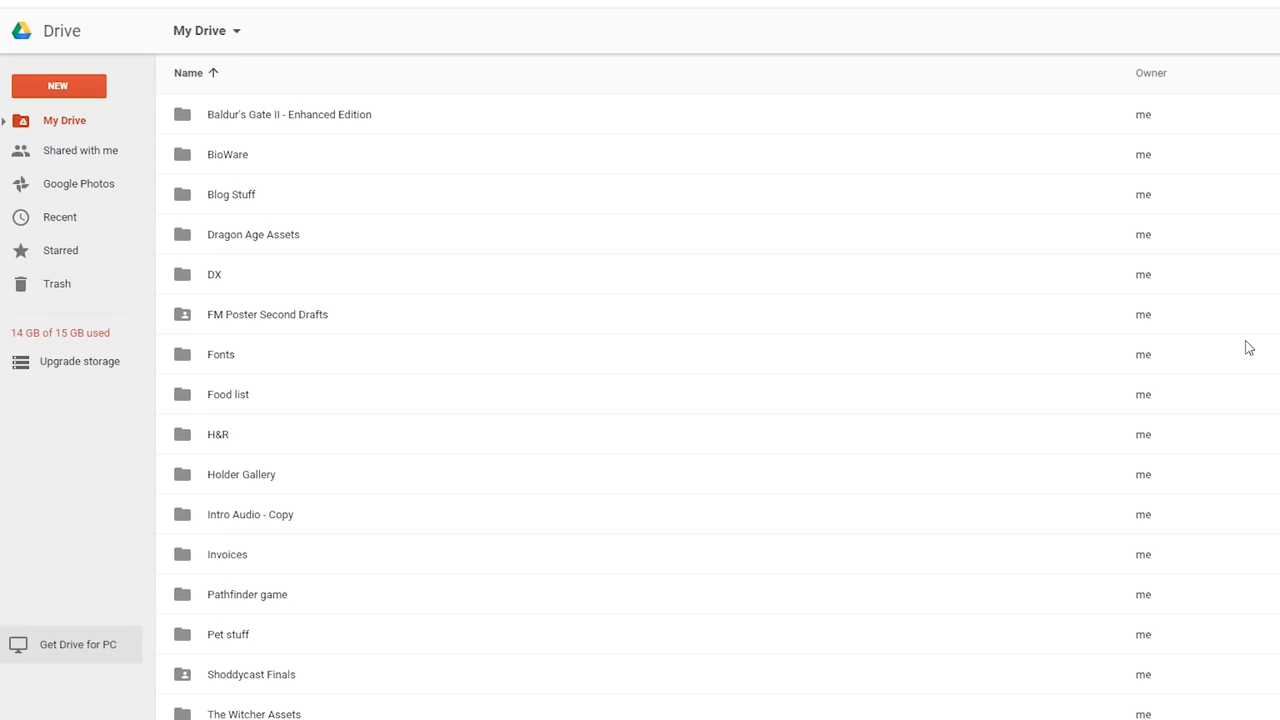 Drive
My Drive
Name
Owner
NEW
My Drive
Shared with me
Google Photos
Recent
Starred
Trash
14 GB of 15 GB used
Upgrade storage
Get Drive for PC
Baldur's Gate II - Enhanced Edition me
BioWare me
Blog Stuff me
Dragon Age Assets me
DX me
FM Poster Second Drafts me
Fonts me
Food list me
H&R me
Holder Gallery me
Intro Audio - Copy me
Invoices me
Pathfinder game me
Pet stuff me
Shoddycast Finals me
The Witcher Assets me